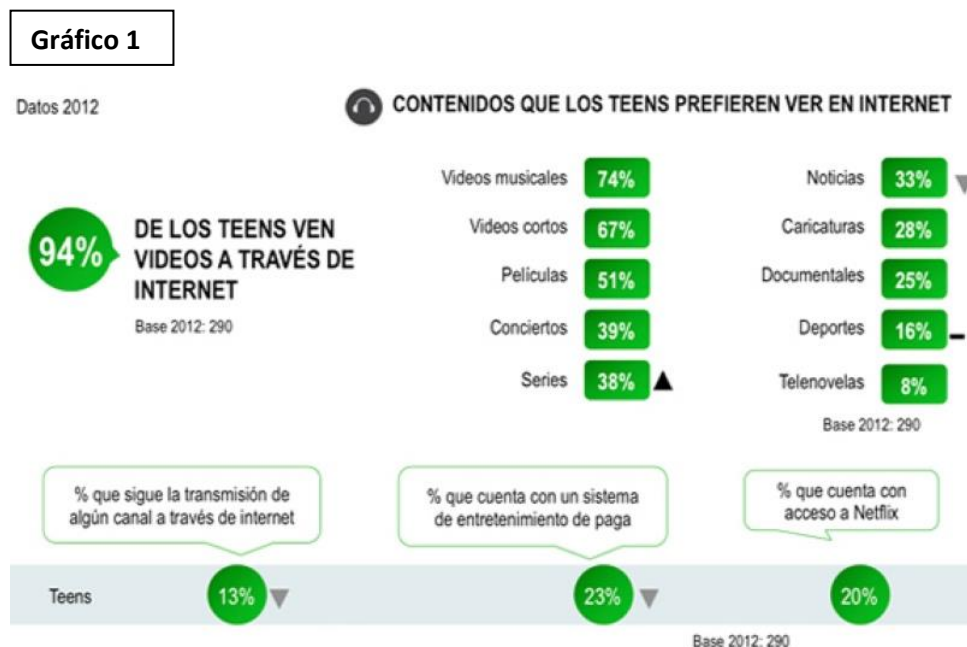 Gráfico 1
Datos 2012
CONTENIDOS QUE LOS TEENS PREFIEREN VER EN INTERNET
94%
DE LOS TEENS VEN
VIDEOS A TRAVÉS DE
INTERNET
Base 2012: 290
Videos musicales 74%
Videos cortos 67%
Películas 51%
Conciertos 39%
Series 38%
Noticias 33%
Caricaturas 28%
Documentales 25%
Deportes 16%
Telenovelas 8%
Base 2012: 290
% que sigue la transmisión de
algún canal a través de internet
% que cuenta con un sistema
de entretenimiento de paga
% que cuenta con
acceso a Netflix
Teens 13% 23% 20%
Base 2012: 290